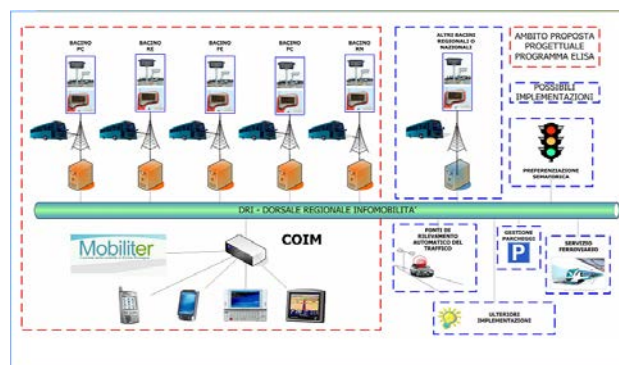 BACINO
PC
BACINO
RE
BACINO
FE
BACINO
FC
BACINO
RN
ALTRI BACINI
REGIONALI O
NAZIONALI
AMBITO PROPOSTA
PROGETTUALE
PROGRAMMA ELISA
POSSIBILI
IMPLEMENTAZIONI
PREFERENZIAZIONE
SEMAFORICA
DRI - DORSALE REGIONALE INFOMOBILITA'
Mobiliter
COIM
PONTI DI
RILEVAMENTO
AUTOMATICO DEL
TRAFFICO
GESTIONE
PARCHEGGI
P
SERVIZIO
FERROVIARIO
ULTERIORI
IMPLEMENTAZIONI